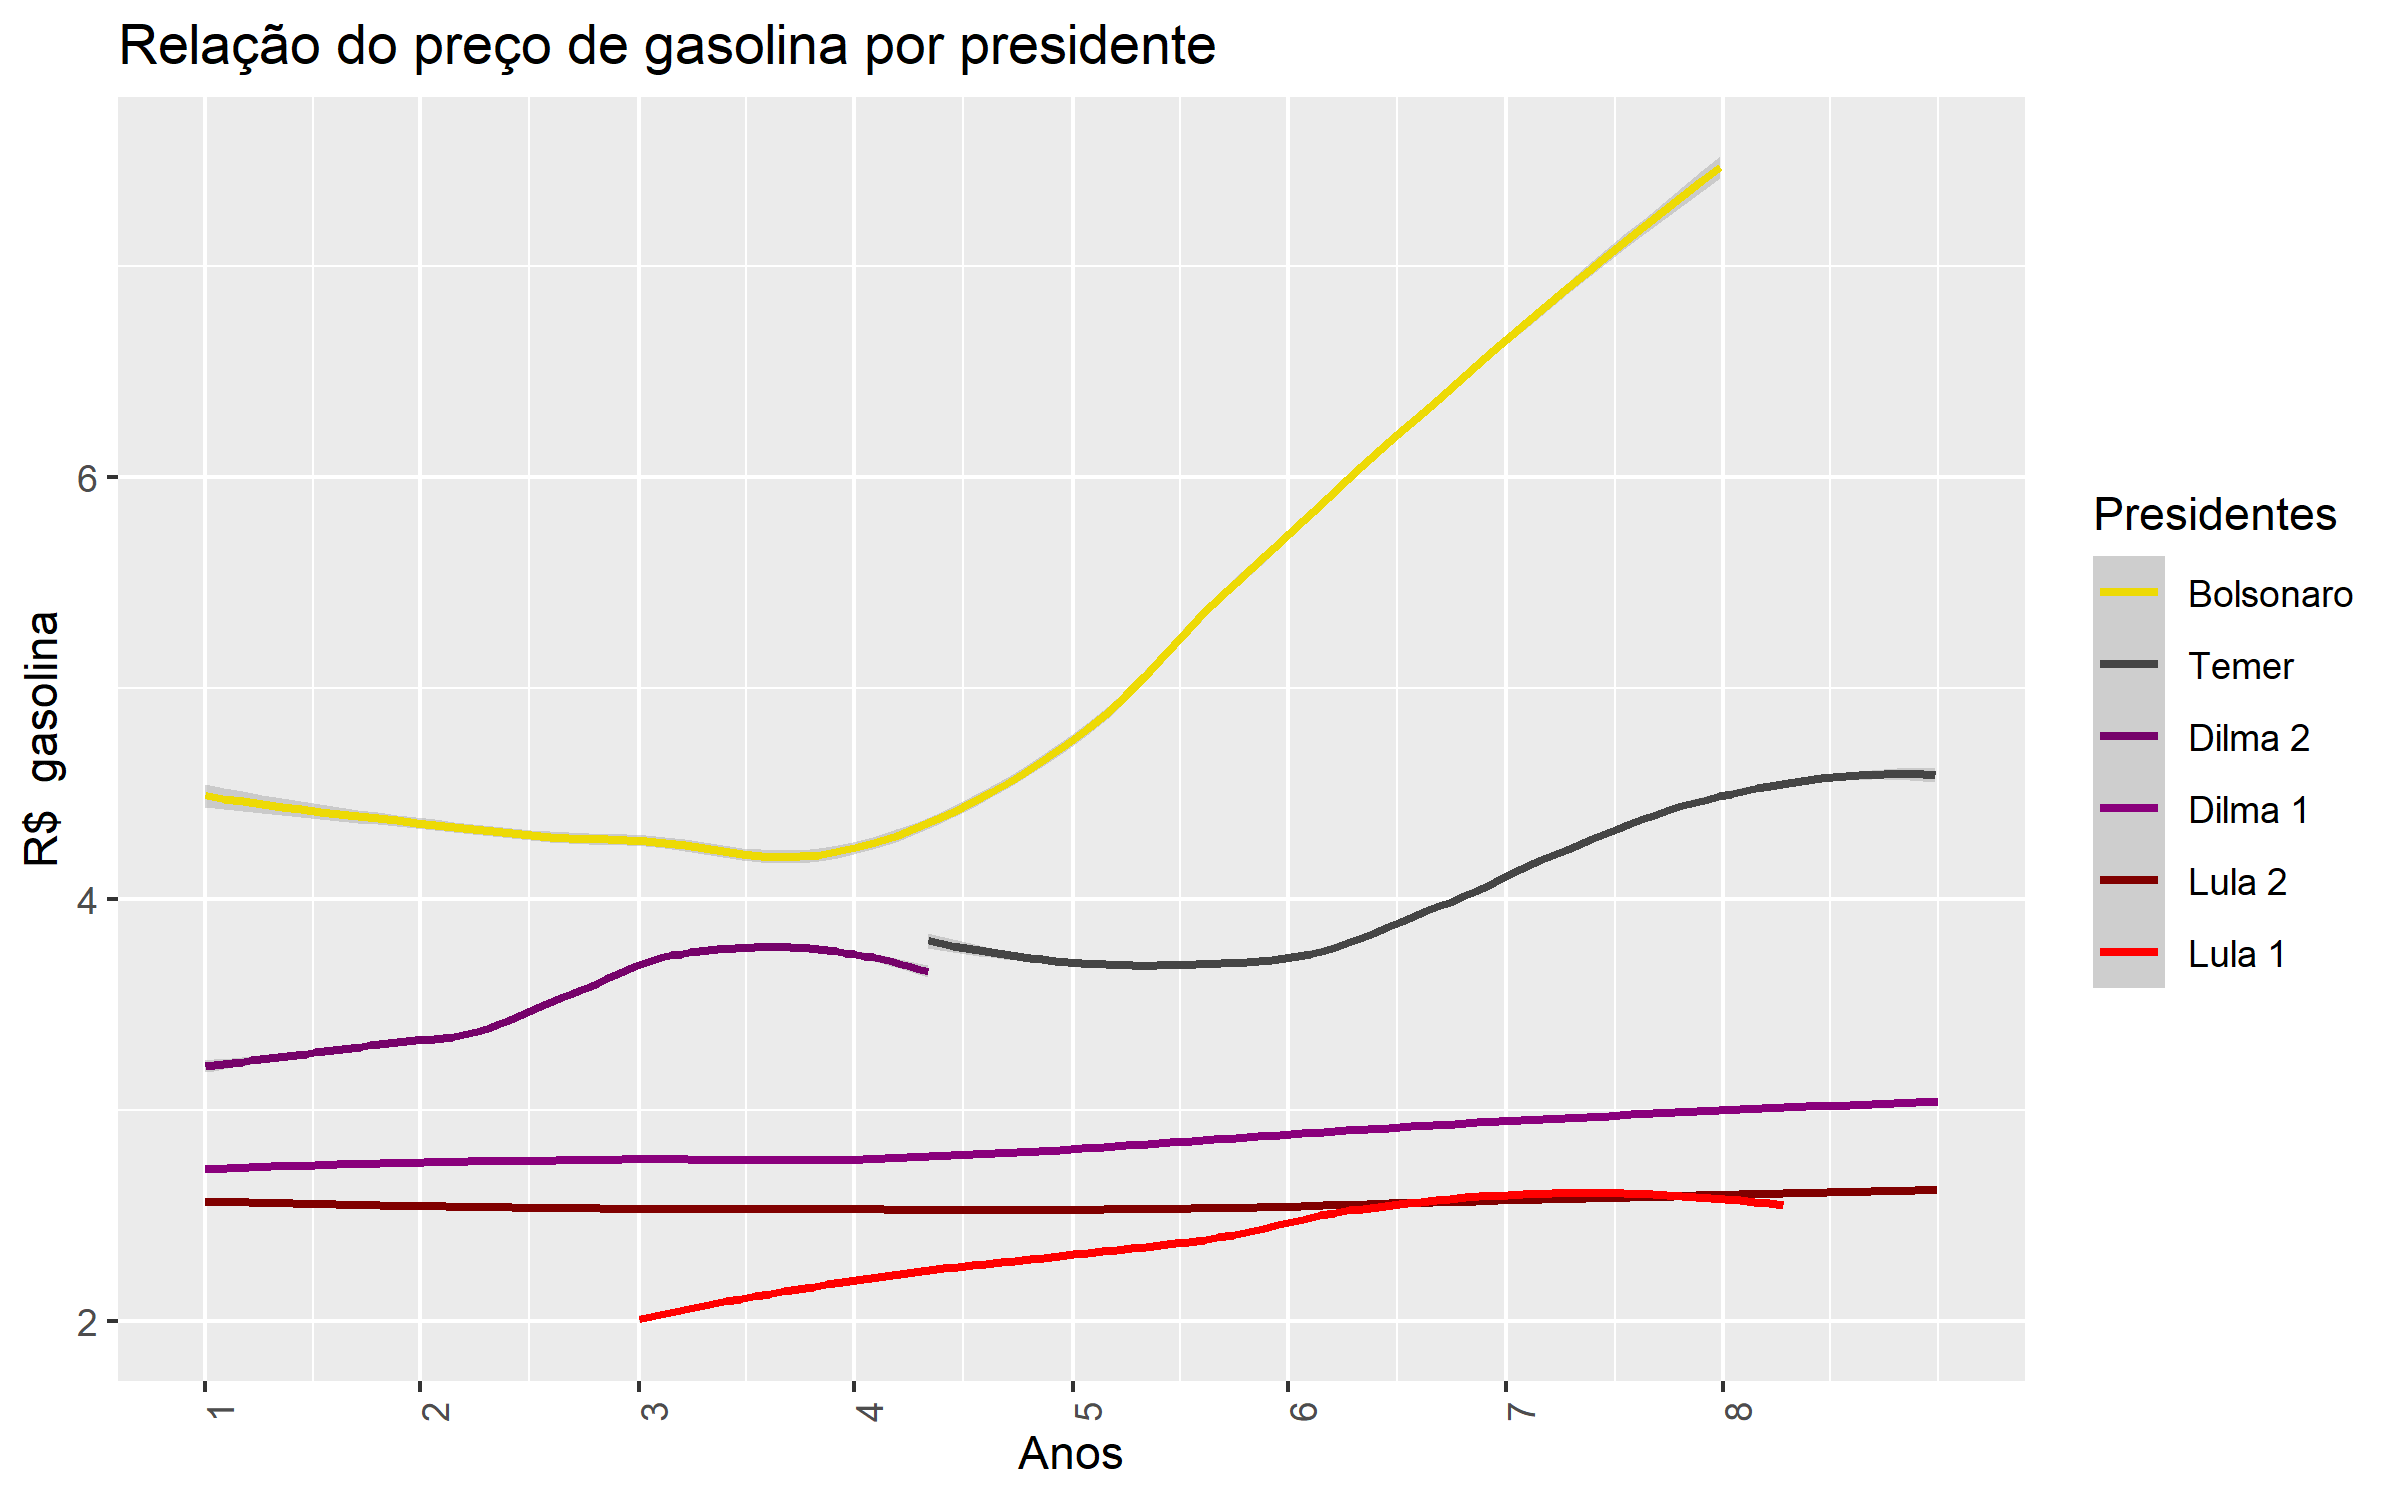 Relação do preço de gasolina por presidente
R$  gasolina
6
4
2
1
2
3
4
5
6
7
8
Anos
Presidentes
Bolsonaro
Temer
Dilma 2
Dilma 1
Lula 2
Lula 1